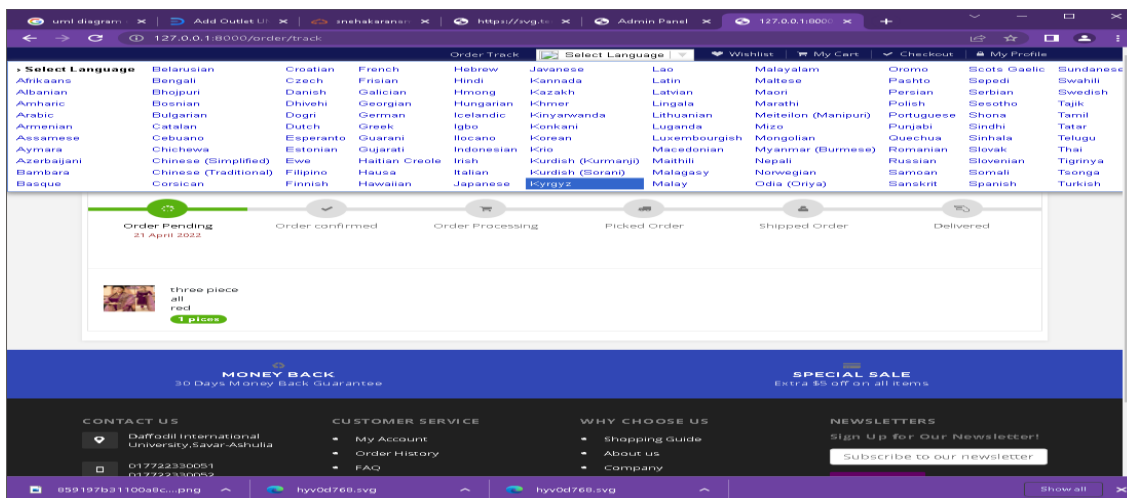 uml diagram
Add Outlet UI
snehakaranarn
https://svg.te
Admin Panel
127.0.0.1:8000
127.0.0.1:8000/order/track
Order Track Select Language Wishlist My Cart Checkout My Profile
› Select Language Belarusian Croatian French Hebrew Javanese Lao Malayalam Oromo Scots Gaelic Sundanese
Afrikaans Bengali Czech Frisian Hindi Kannada Latin Maltese Pashto Sepedi Swahili
Albanian Bhojpuri Danish Galician Hmong Kazakh Latvian Maori Persian Serbian Swedish
Amharic Bosnian Dhivehi Georgian Hungarian Khmer Lingala Marathi Polish Sesotho Tajik
Arabic Bulgarian Dogri German Icelandic Kinyarwanda Lithuanian Meiteilon (Manipuri) Portuguese Shona Tamil
Armenian Catalan Dutch Greek Igbo Konkani Luganda Mizo Punjabi Sindhi Tatar
Assamese Cebuano Esperanto Guarani Ilocano Korean Luxembourgish Mongolian Quechua Sinhala Telugu
Aymara Chichewa Estonian Gujarati Indonesian Krio Macedonian Myanmar (Burmese) Romanian Slovak Thai
Azerbaijani Chinese (Simplified) Ewe Haitian Creole Irish Kurdish (Kurmanji) Maithili Nepali Russian Slovenian Tigrinya
Bambara Chinese (Traditional) Filipino Hausa Italian Kurdish (Sorani) Malagasy Norwegian Samoan Somali Tsonga
Basque Corsican Finnish Hawaiian Japanese Kyrgyz Malay Odia (Oriya) Sanskrit Spanish Turkish
Order Pending Order confirmed Order Processing Picked Order Shipped Order Delivered
21 April 2022
three piece
all
red
1 pices
MONEY BACK SPECIAL SALE
30 Days Money Back Guarantee Extra $5 off on all items
CONTACT US CUSTOMER SERVICE WHY CHOOSE US NEWSLETTERS
Daffodil International
University,Savar-Ashulia
017722330051
017722330052
My Account
Order History
FAQ
Shopping Guide
About us
Company
Sign Up for Our Newsletter!
Subscribe to our newsletter
859197b31100a8c...png hyv0d768.svg hyv0d768.svg Show all